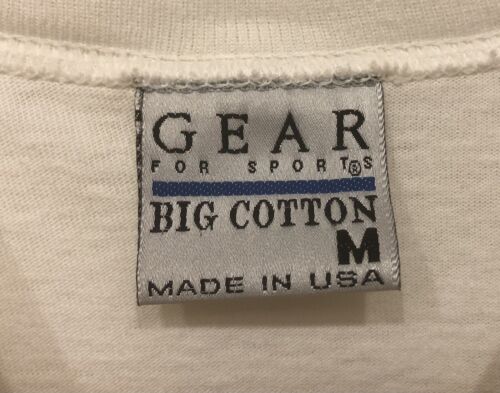 GEAR
FOR SPORTS®
BIG COTTON
M
MADE IN USA